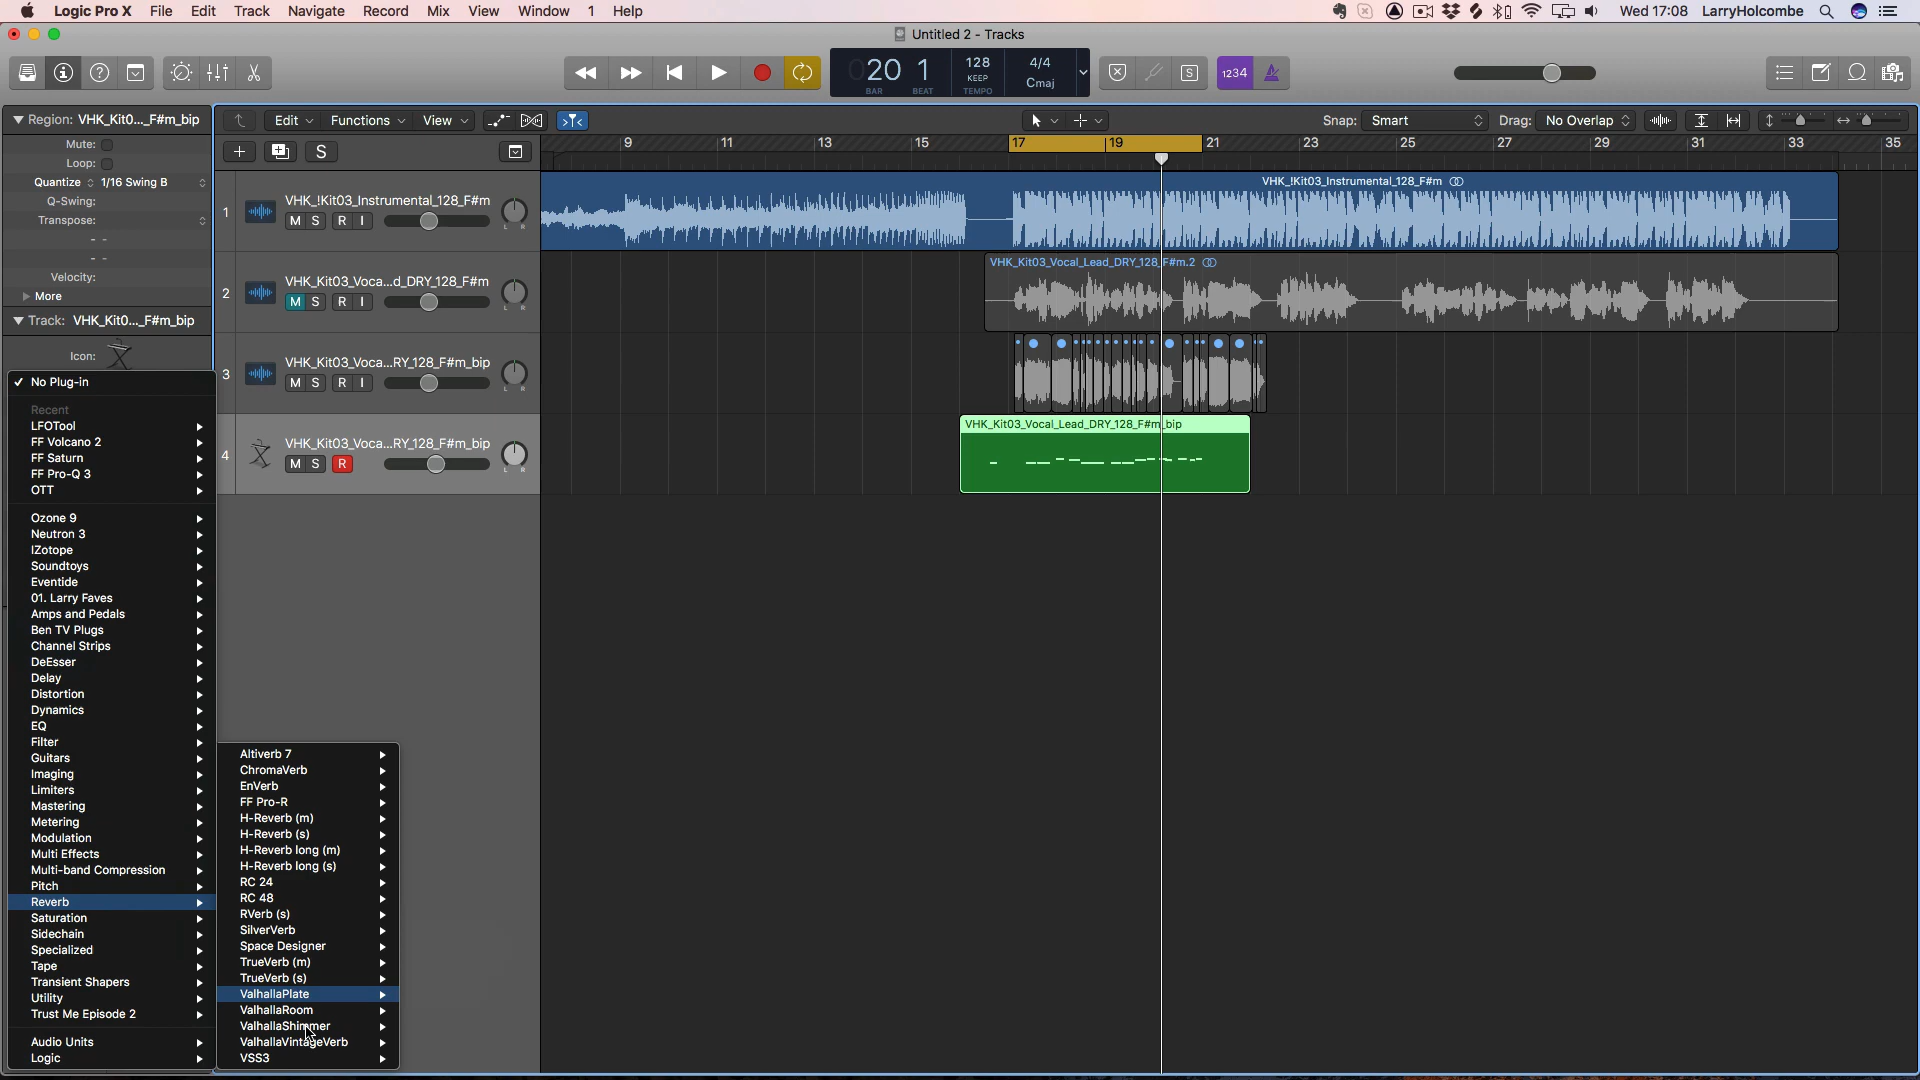 Logic Pro X File Edit Track Navigate Record Mix View Window 1 Help
Wed 17:08 LarryHolcombe
Untitled 2 - Tracks
020 1
BAR BEAT
128
KEEP
TEMPO
4/4
Cmaj
S
1234
Region: VHK_Kit0..._F#m_bip
Mute:
Loop:
Quantize 1/16 Swing B
Q-Swing:
Transpose:
- -
- -
Velocity:
More
Track: VHK_Kit0..._F#m_bip
Icon:
Edit Functions View
Snap: Smart
Drag: No Overlap
S
9 11 13 15 17 19 21 23 25 27 29 31 33 35
1
VHK_!Kit03_Instrumental_128_F#m
M S R I
L R
VHK_!Kit03_Instrumental_128_F#m
2
VHK_Kit03_Voca...d_DRY_128_F#m
M S R I
L R
VHK_Kit03_Vocal_Lead_DRY_128_F#m.2
3
VHK_Kit03_Voca...RY_128_F#m_bip
M S R I
L R
4
VHK_Kit03_Voca...RY_128_F#m_bip
M S R
L R
VHK_Kit03_Vocal_Lead_DRY_128_F#m_bip
No Plug-in
Recent
LFOTool
FF Volcano 2
FF Saturn
FF Pro-Q 3
OTT
Ozone 9
Neutron 3
IZotope
Soundtoys
Eventide
01. Larry Faves
Amps and Pedals
Ben TV Plugs
Channel Strips
DeEsser
Delay
Distortion
Dynamics
EQ
Filter
Guitars
Imaging
Limiters
Mastering
Metering
Modulation
Multi Effects
Multi-band Compression
Pitch
Reverb
Saturation
Sidechain
Specialized
Tape
Transient Shapers
Utility
Trust Me Episode 2
Audio Units
Logic
Altiverb 7
ChromaVerb
EnVerb
FF Pro-R
H-Reverb (m)
H-Reverb (s)
H-Reverb long (m)
H-Reverb long (s)
RC 24
RC 48
RVerb (s)
SilverVerb
Space Designer
TrueVerb (m)
TrueVerb (s)
ValhallaPlate
ValhallaRoom
ValhallaShimmer
ValhallaVintageVerb
VSS3